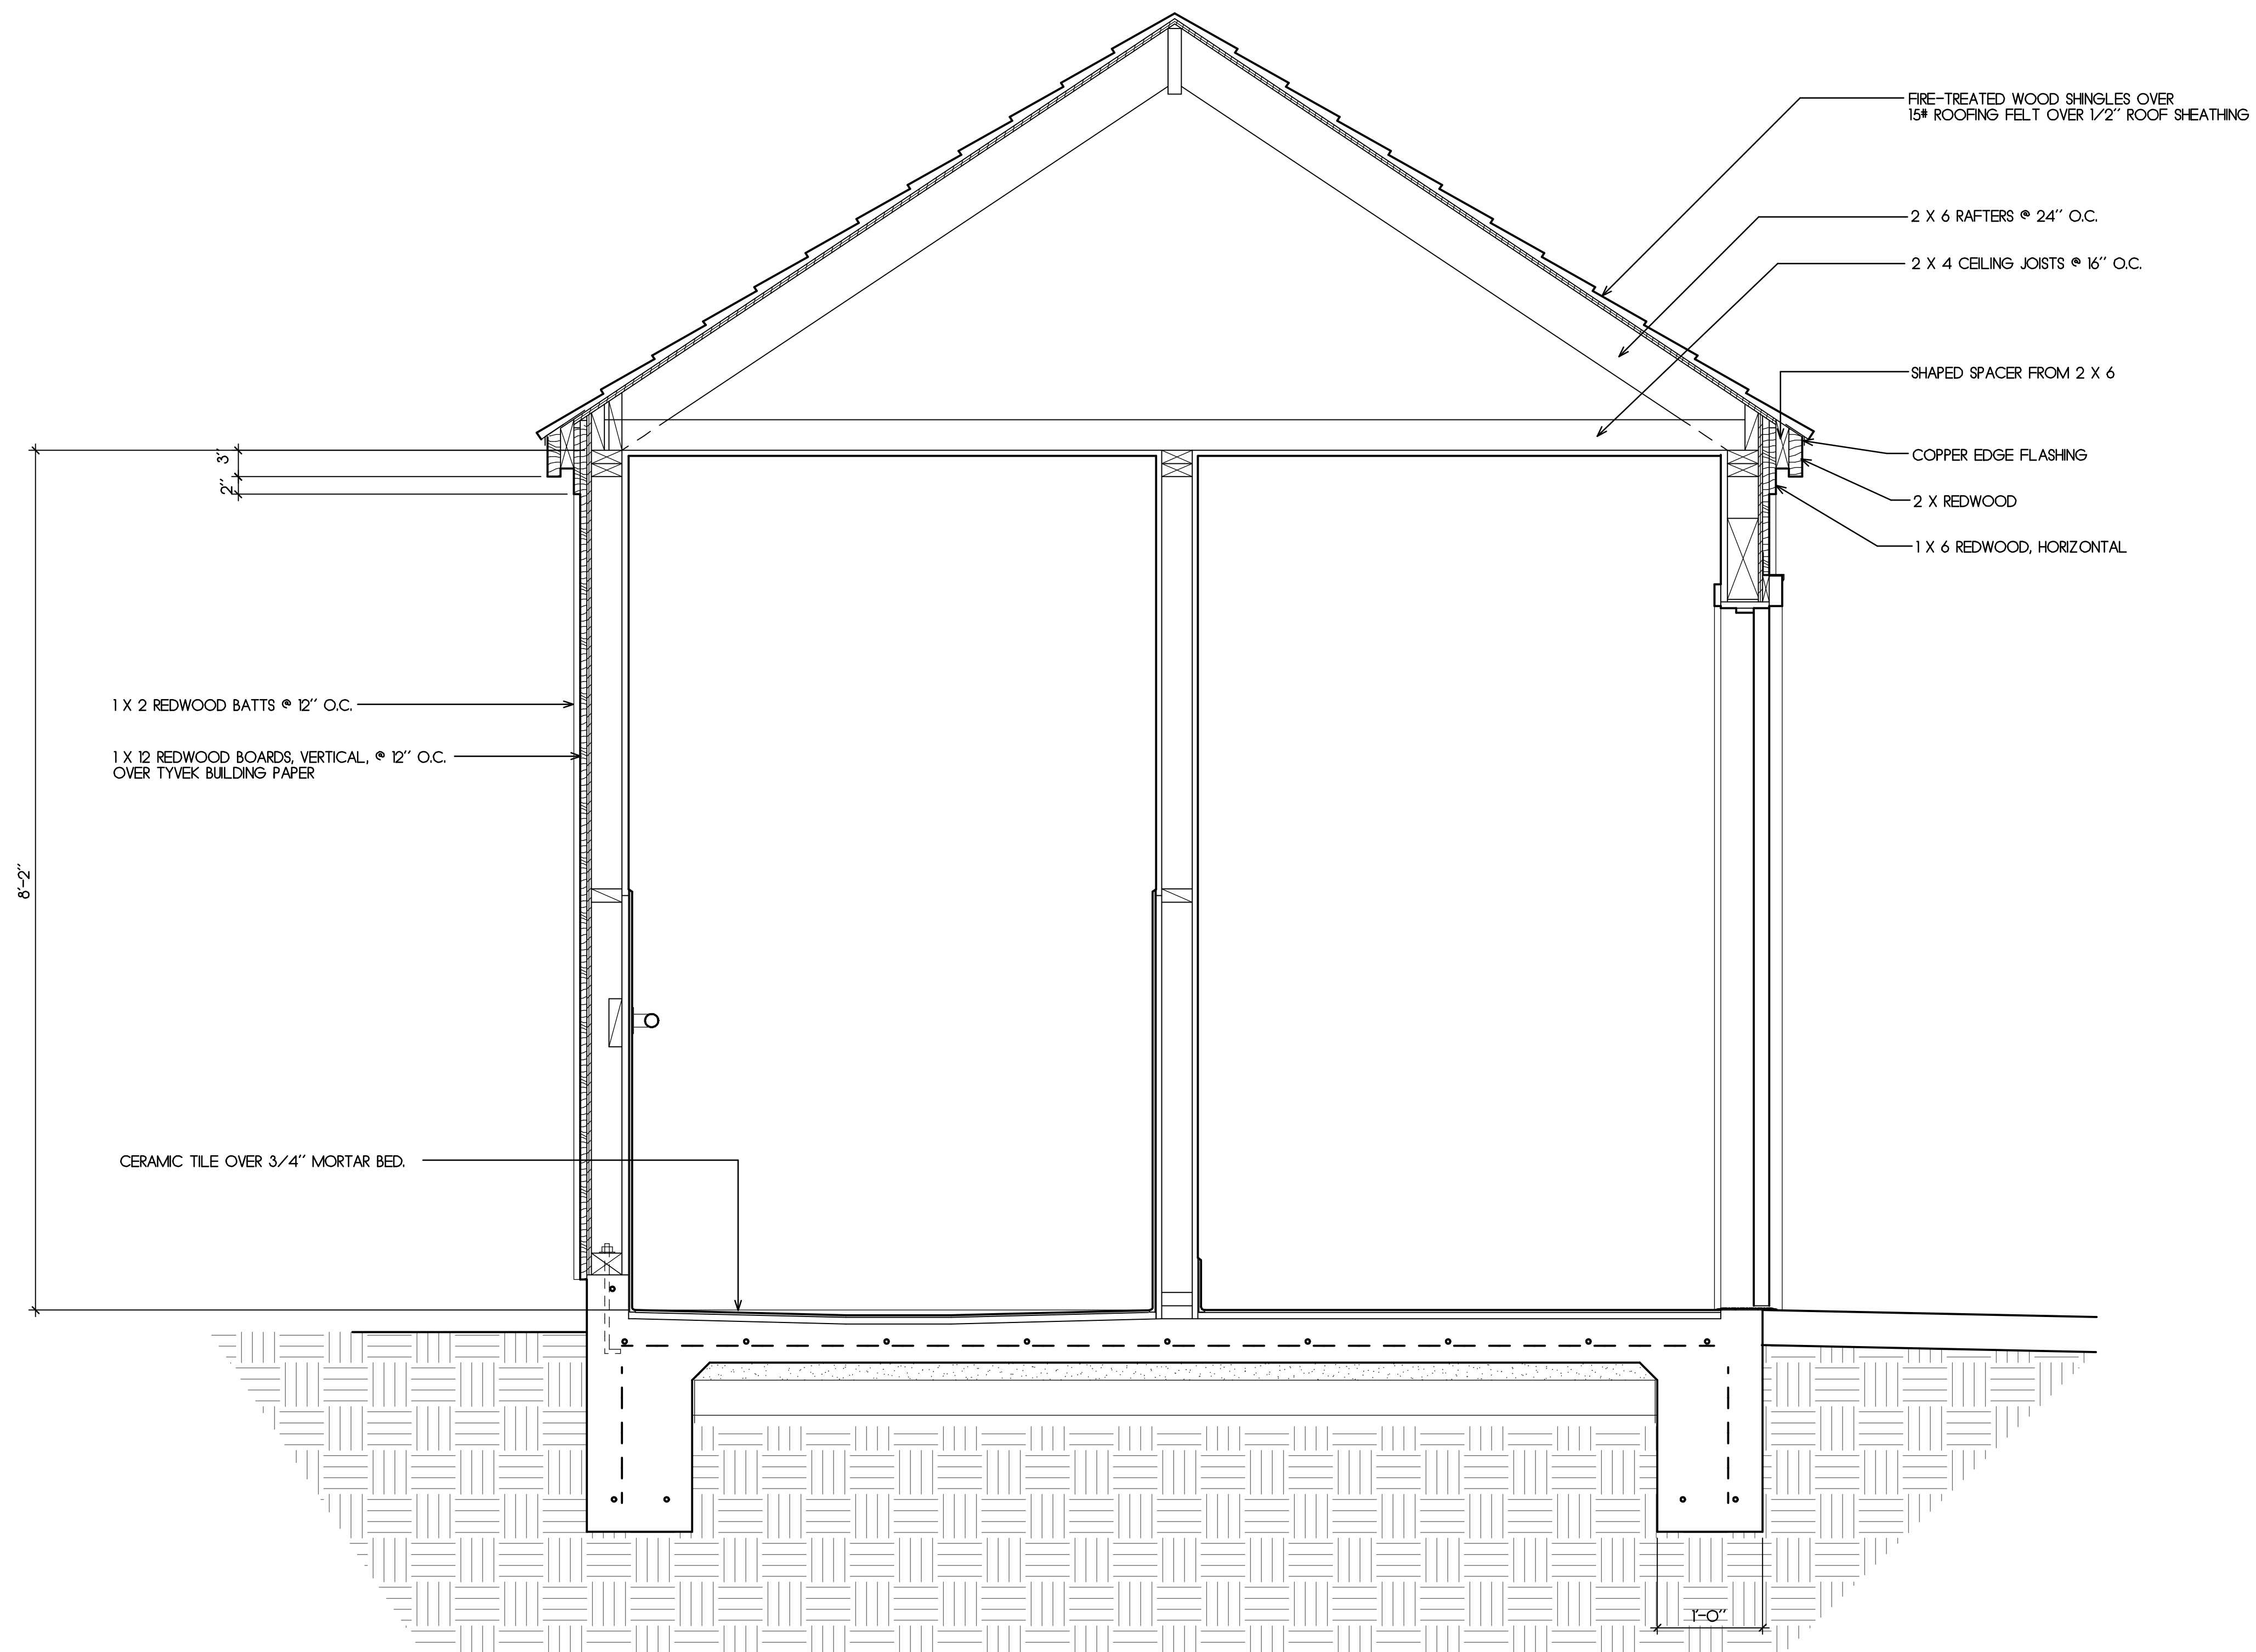 FIRE-TREATED WOOD SHINGLES OVER
15# ROOFING FELT OVER 1/2'' ROOF SHEATHING
2 X 6 RAFTERS @ 24'' O.C.
2 X 4 CEILING JOISTS @ 16'' O.C.
SHAPED SPACER FROM 2 X 6
COPPER EDGE FLASHING
2 X REDWOOD
1 X 6 REDWOOD, HORIZONTAL
3''
2''
8'-2''
1 X 2 REDWOOD BATTS @ 12'' O.C.
1 X 12 REDWOOD BOARDS, VERTICAL, @ 12'' O.C.
OVER TYVEK BUILDING PAPER
CERAMIC TILE OVER 3/4'' MORTAR BED.
1'-0''